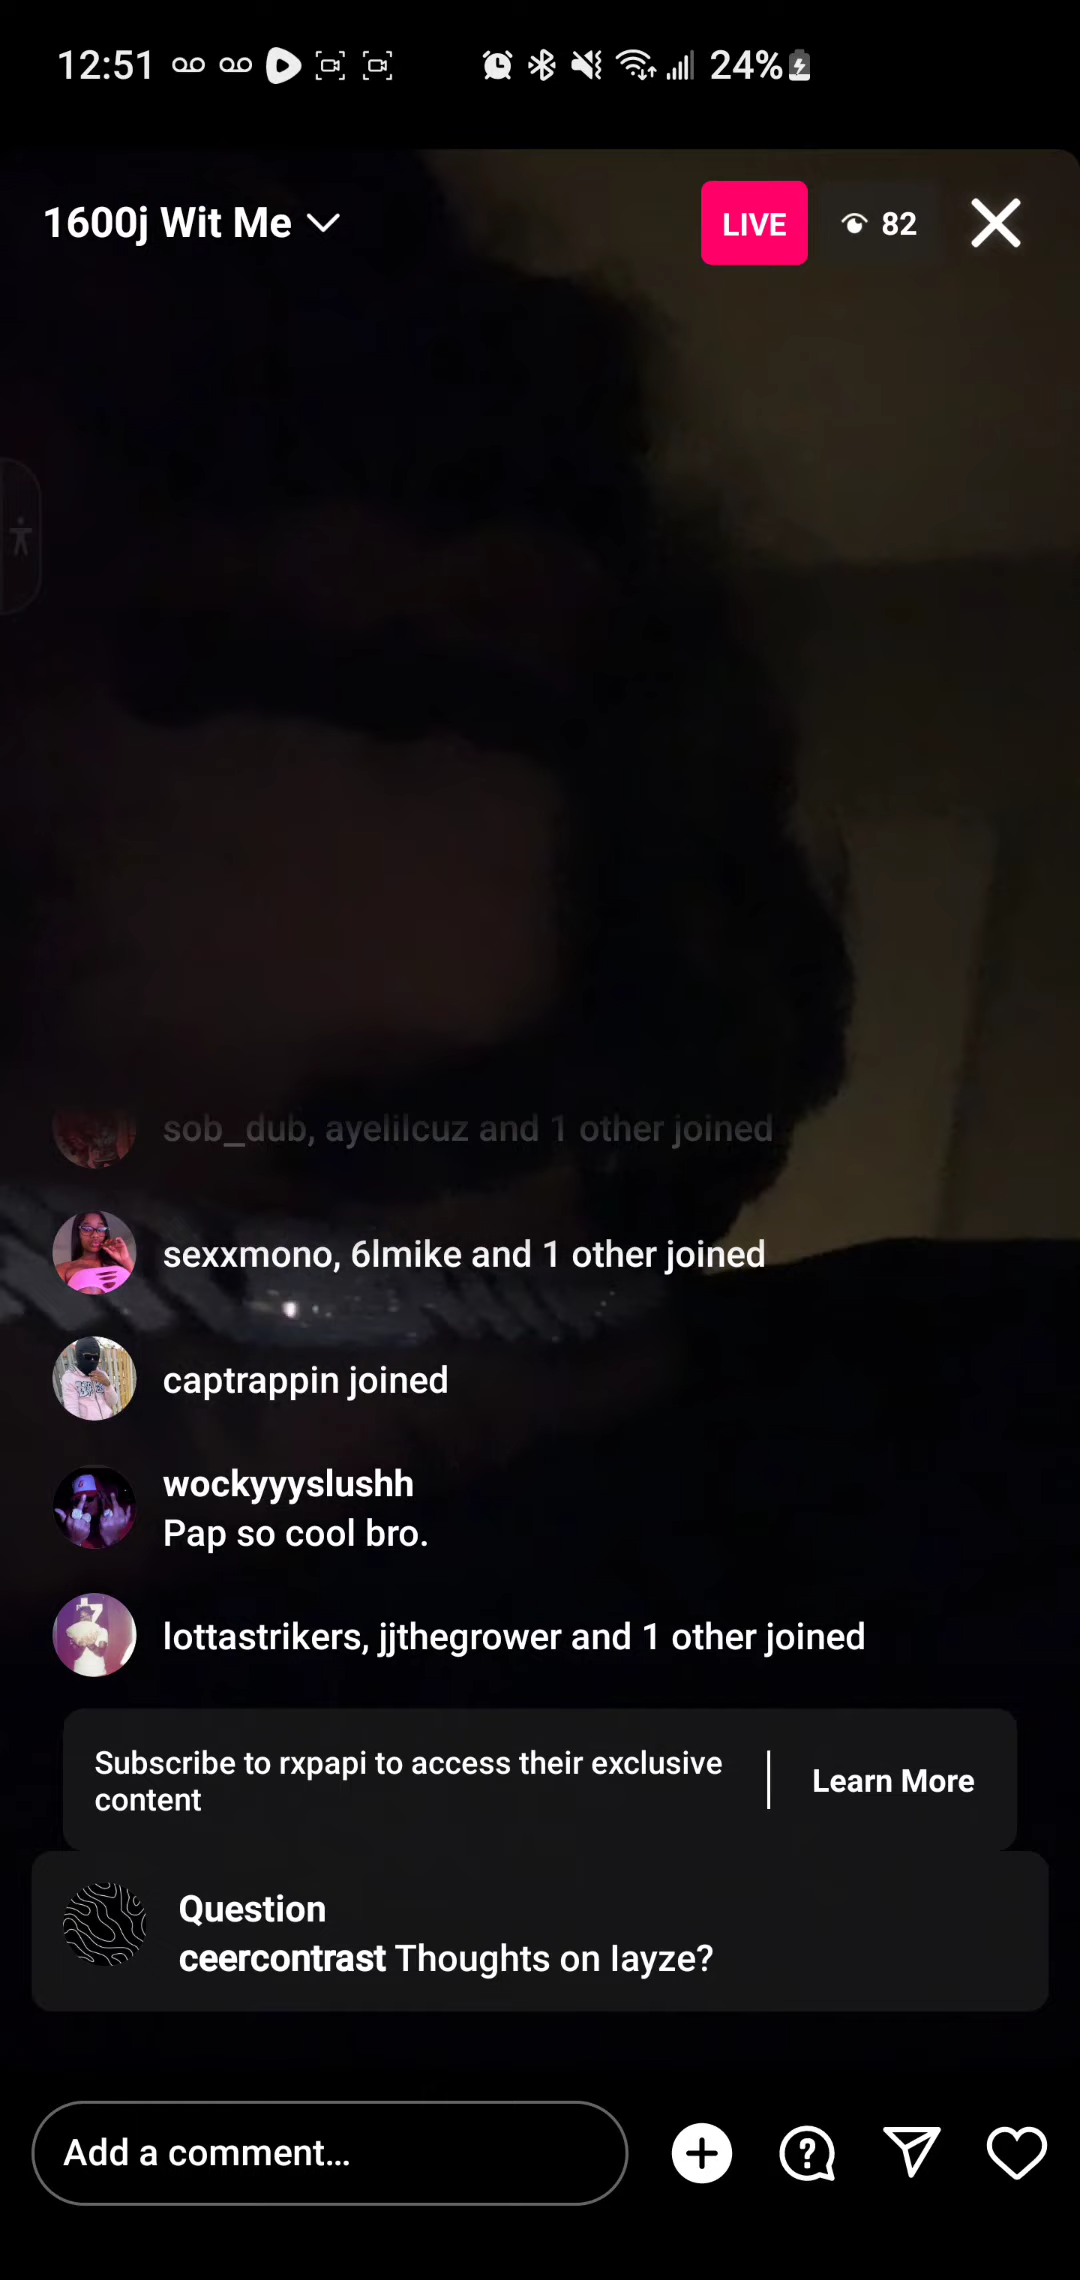 12:51
24%
1600j Wit Me
LIVE
82
sob_dub, ayelilcuz and 1 other joined
sexxmono, 6lmike and 1 other joined
captrappin joined
wockyyyslushh
Pap so cool bro.
lottastrikers, jjthegrower and 1 other joined
Subscribe to rxpapi to access their exclusive
content
Learn More
Question
ceercontrast Thoughts on Iayze?
Add a comment...